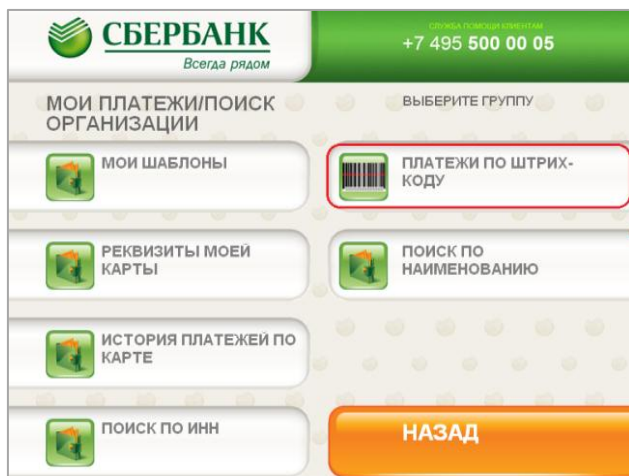 СБЕРБАНК
Всегда рядом
СЛУЖБА ПОМОЩИ КЛИЕНТАМ
+7 495 500 00 05
МОИ ПЛАТЕЖИ/ПОИСК
ОРГАНИЗАЦИИ
ВЫБЕРИТЕ ГРУППУ
МОИ ШАБЛОНЫ
ПЛАТЕЖИ ПО ШТРИХ-
КОДУ
РЕКВИЗИТЫ МОЕЙ
КАРТЫ
ПОИСК ПО
НАИМЕНОВАНИЮ
ИСТОРИЯ ПЛАТЕЖЕЙ ПО
КАРТЕ
ПОИСК ПО ИНН
НАЗАД